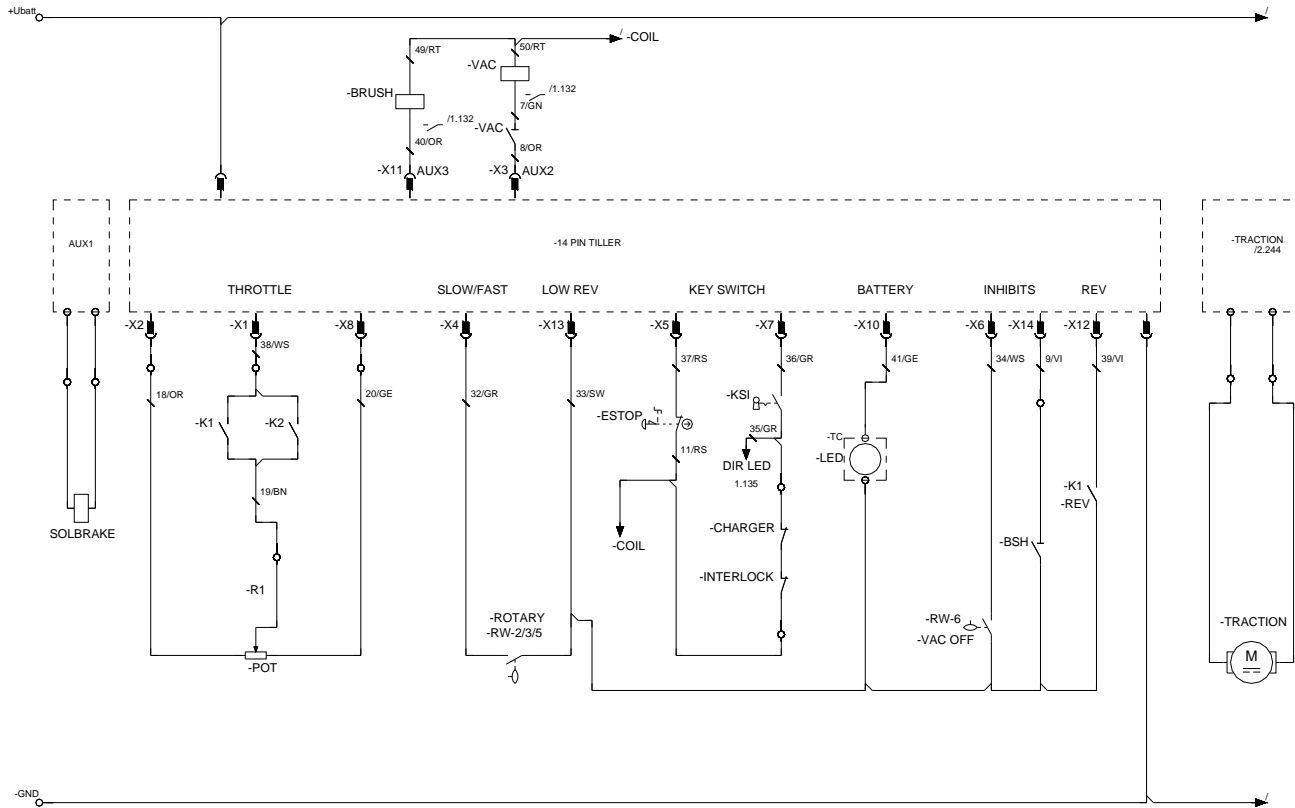 +Ubatt
/
/
-COIL
49/RT
50/RT
-VAC
-BRUSH
/1.132
7/GN
/1.132
-VAC
40/OR
8/OR
-X11 AUX3
-X3 AUX2
AUX1
-14 PIN TILLER
-TRACTION
/2.244
THROTTLE
SLOW/FAST
LOW REV
KEY SWITCH
BATTERY
INHIBITS
REV
-X2
-X1
-X8
-X4
-X13
-X5
-X7
-X10
-X6
-X14
-X12
38/WS
37/RS
36/GR
41/GE
34/WS
9/VI
39/VI
18/OR
20/GE
32/GR
33/SW
-KSI
-K1
-K2
-ESTOP
35/GR
-TC
-LED
11/RS
DIR LED
1.135
19/BN
-K1
-REV
SOLBRAKE
-COIL
-CHARGER
-BSH
-INTERLOCK
-R1
-ROTARY
-RW-2/3/5
-RW-6
-VAC OFF
-TRACTION
M
-POT
-GND
/